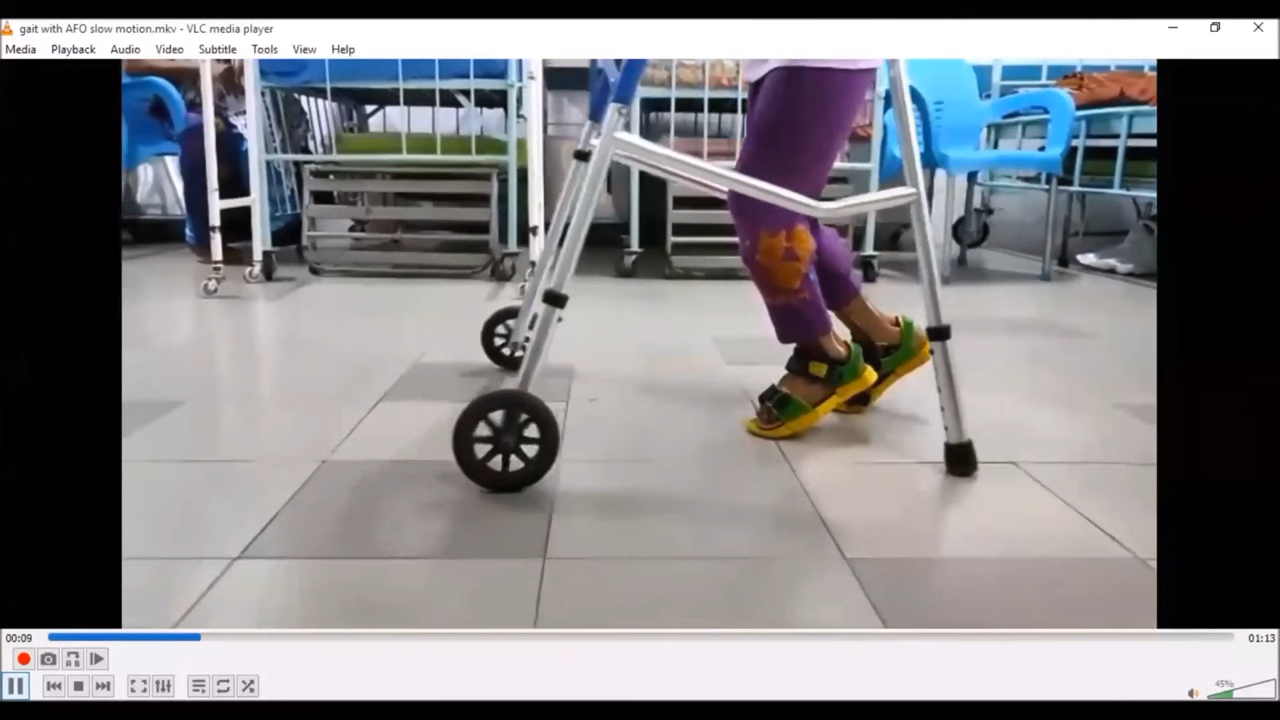 gait with AFO slow motion.mkv - VLC media player
Media Playback Audio Video Subtitle Tools View Help
00:09 01:13
45%